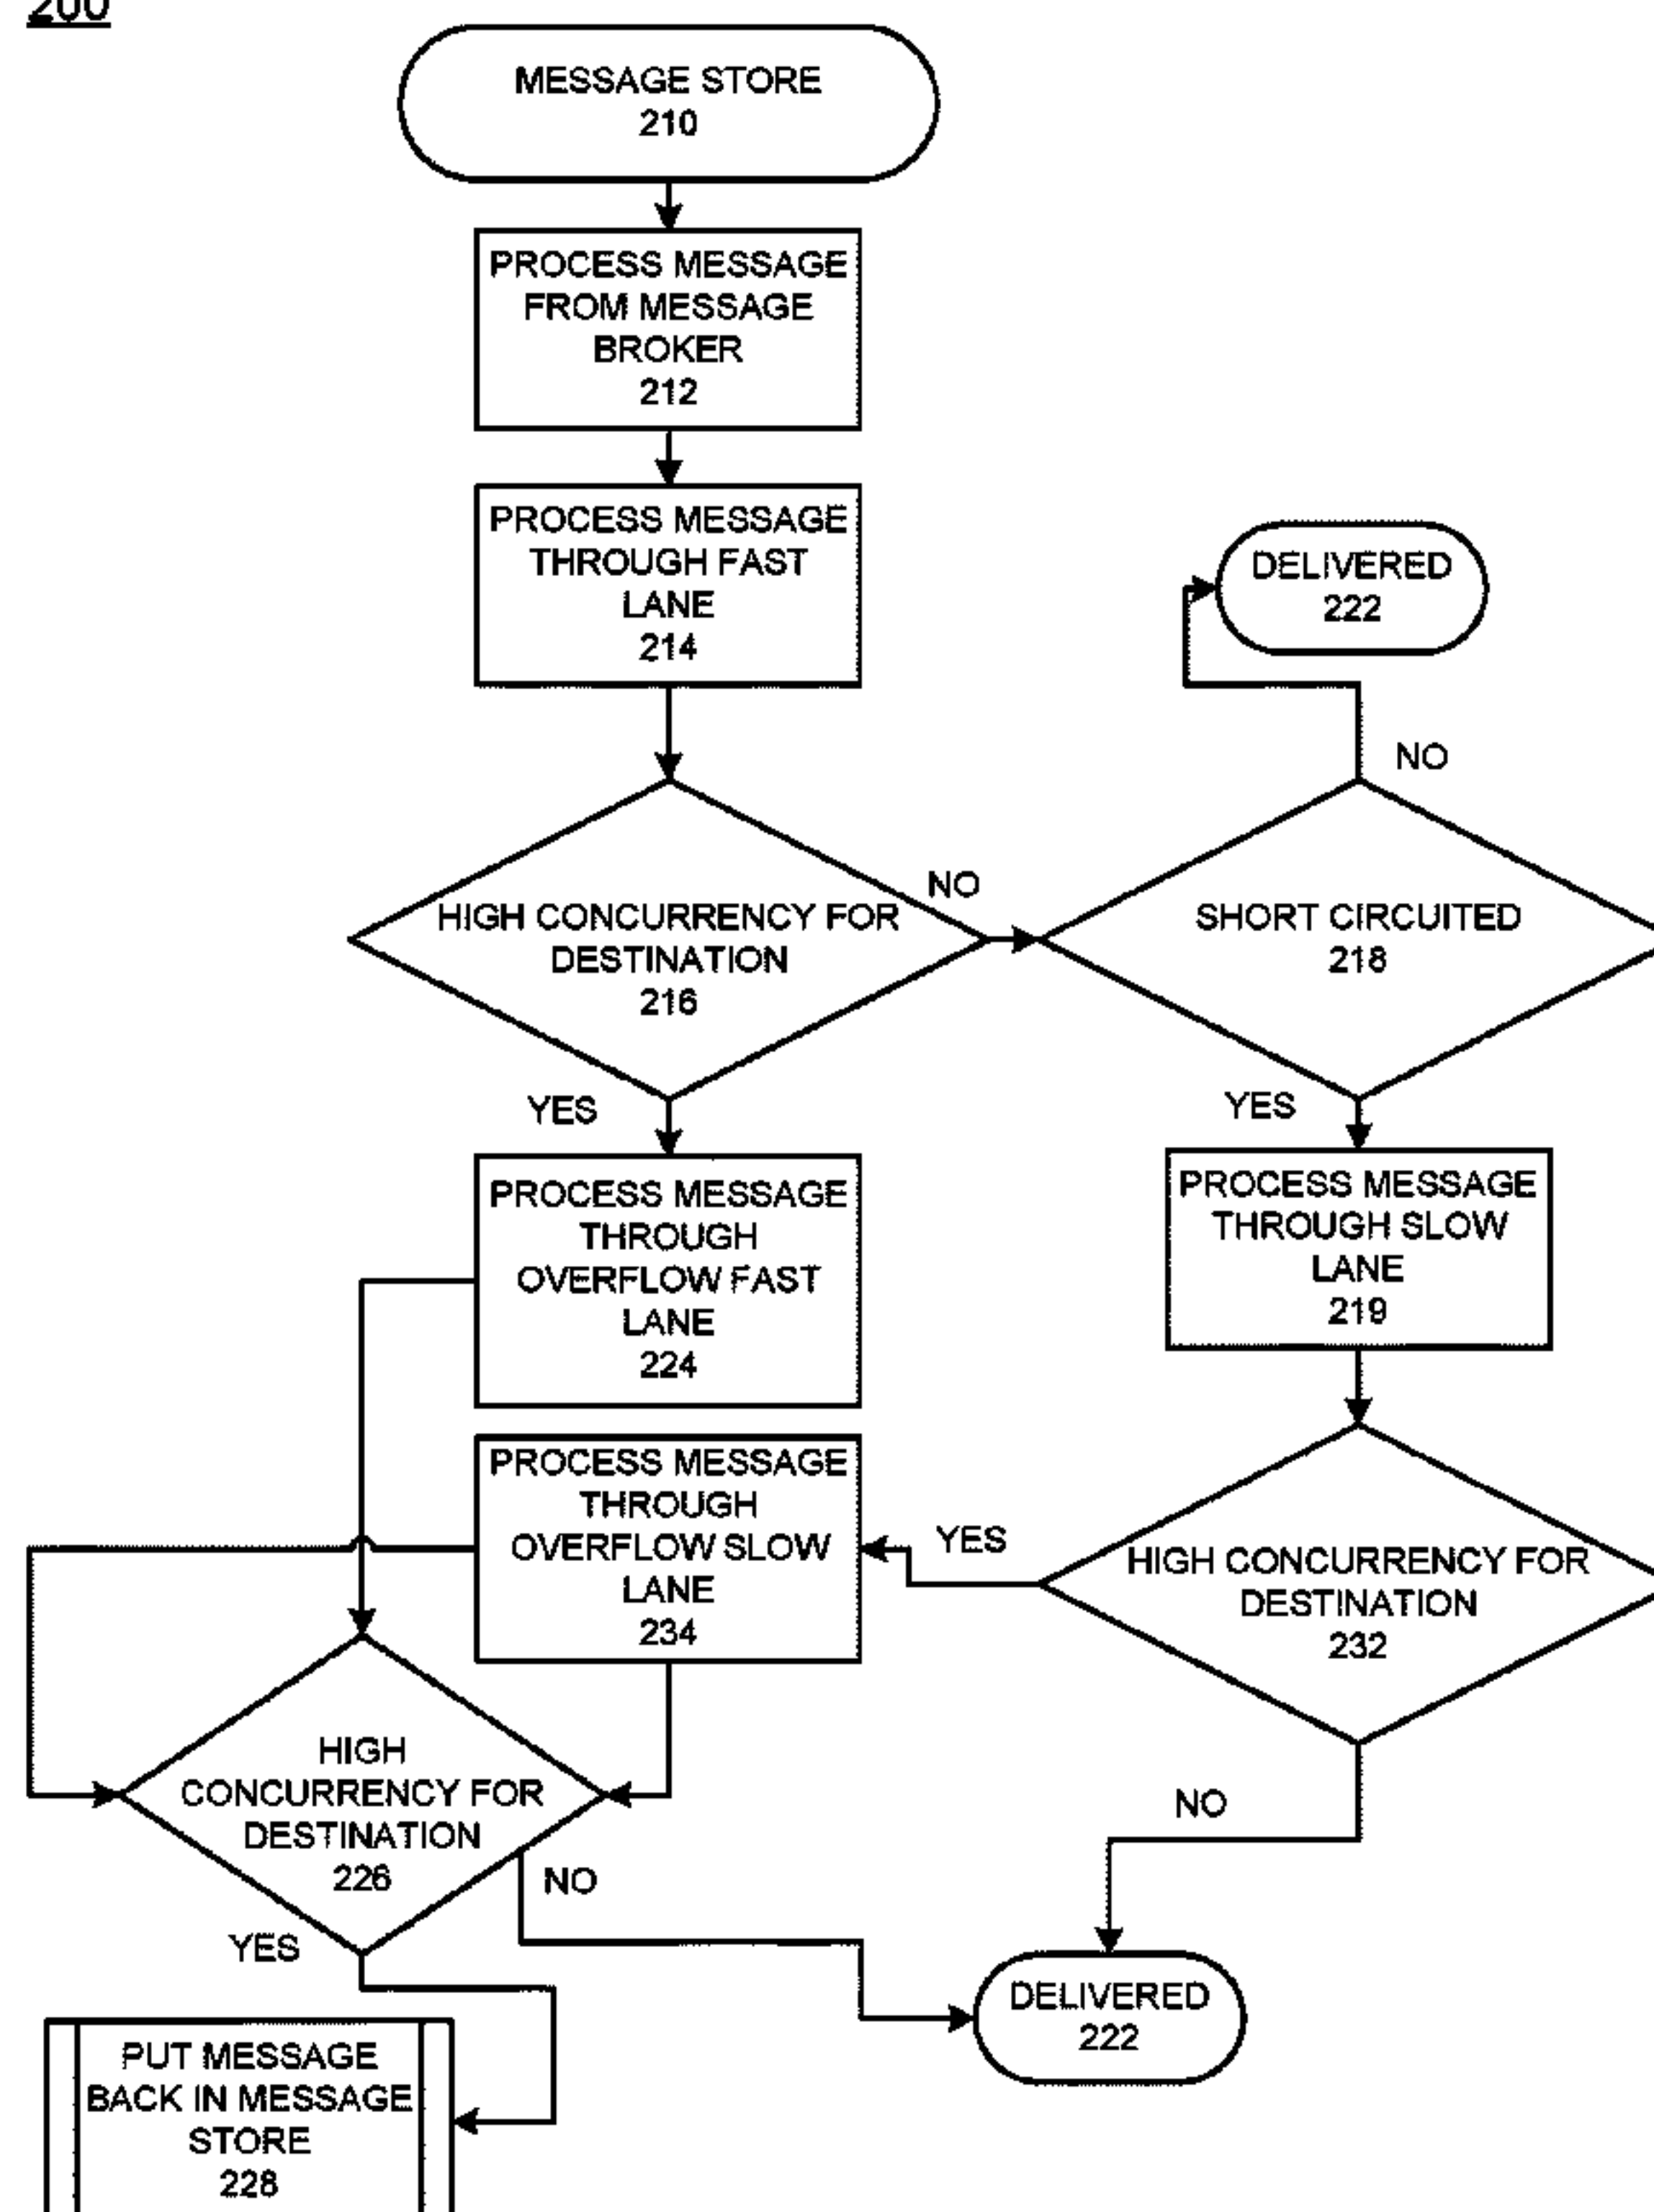 200
MESSAGE STORE
210
PROCESS MESSAGE
FROM MESSAGE
BROKER
212
PROCESS MESSAGE
THROUGH FAST
LANE
214
DELIVERED
222
NO
HIGH CONCURRENCY FOR
DESTINATION
216
NO
SHORT CIRCUITED
218
YES
YES
PROCESS MESSAGE
THROUGH
OVERFLOW FAST
LANE
224
PROCESS MESSAGE
THROUGH SLOW
LANE
219
PROCESS MESSAGE
THROUGH
OVERFLOW SLOW
LANE
234
YES
HIGH CONCURRENCY FOR
DESTINATION
232
HIGH
CONCURRENCY FOR
DESTINATION
226
NO
NO
YES
DELIVERED
222
PUT MESSAGE
BACK IN MESSAGE
STORE
228